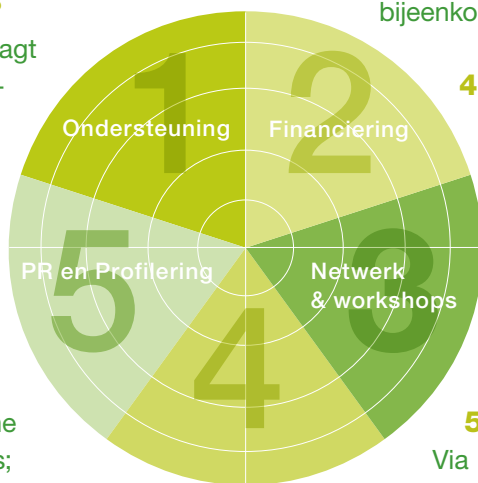 bijeenko
agt
4
1
2
Ondersteuning
Financiering
5
3
PR en Profilering
Netwerk
& workshops
4
ne
5
s;
Via